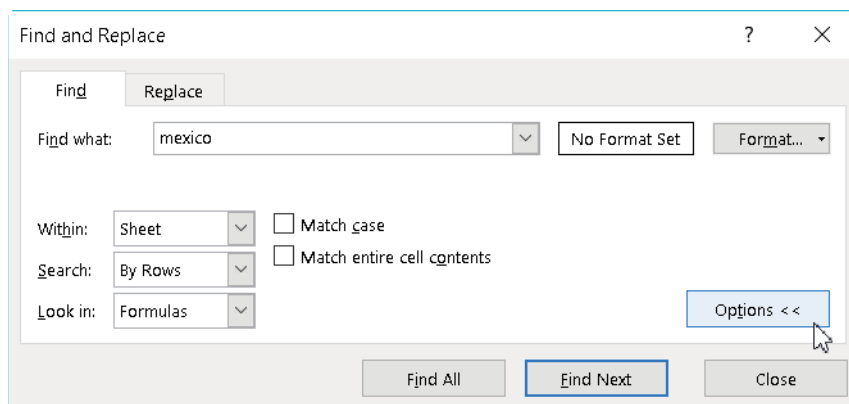 Find and Replace ?
Find Replace
Find what: mexico No Format Set Format...
Within: Sheet Match case
Match entire cell contents
Search: By Rows
Look in: Formulas Options <<
Find All Find Next Close